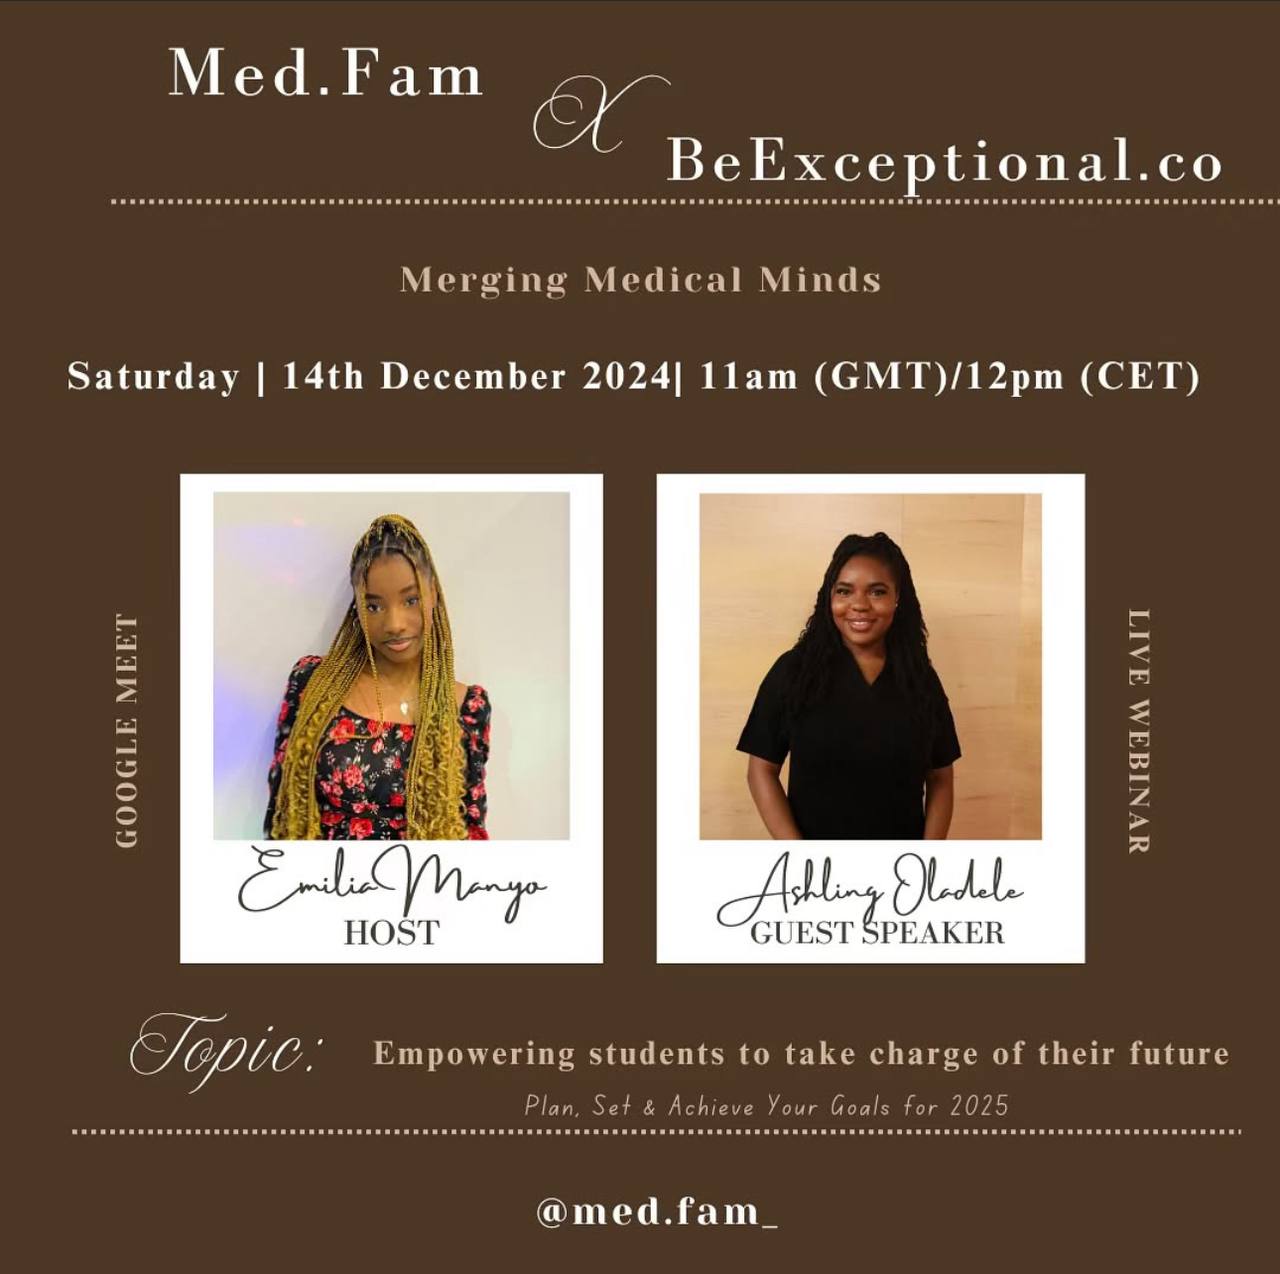 Med.Fam
X
BeExceptional.co
Merging Medical Minds
Saturday | 14th December 2024| 11am (GMT)/12pm (CET)
GOOGLE MEET
Emilia Manyo
HOST
Ashling Oladele
GUEST SPEAKER
LIVE WEBINAR
Topic:
Empowering students to take charge of their future
Plan, Set & Achieve Your Goals for 2025
@med.fam_